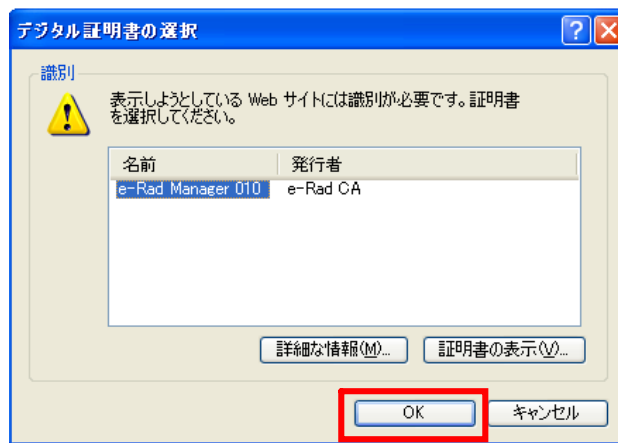 デジタル証明書の選択
識別
表示しようとしている Web サイトには識別が必要です。証明書
を選択してください。
名前 発行者
e-Rad Manager 010 e-Rad CA
詳細な情報(M)... 証明書の表示(V)...
OK キャンセル